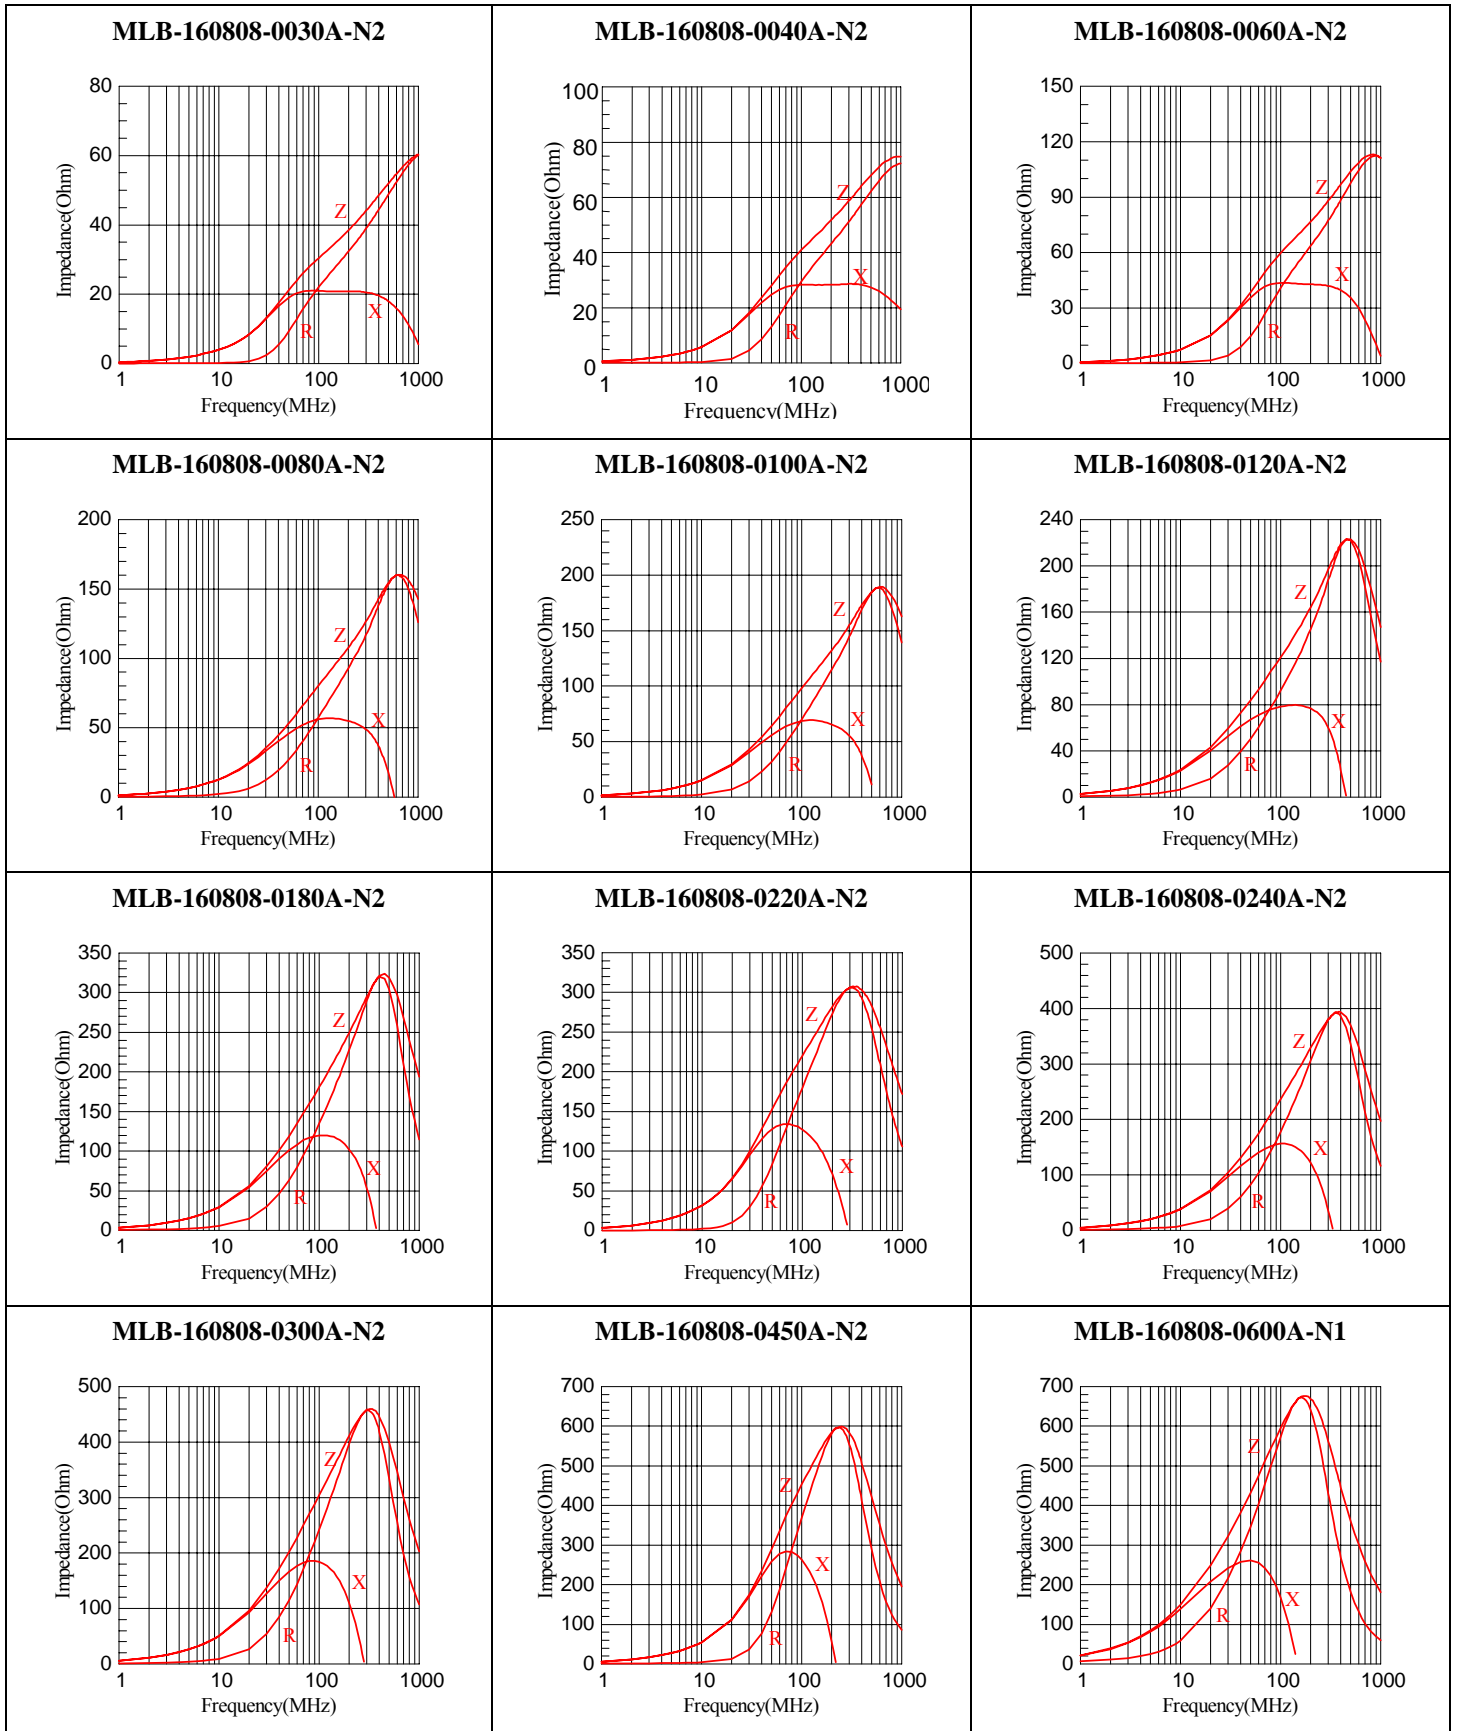 MLB-160808-0030A-N2
80
60
40
20
0
Impedance(Ohm)
Z
X
R
1 10 100 1000
Frequency(MHz)
MLB-160808-0040A-N2
100
80
60
40
20
0
Impedance(Ohm)
Z
X
R
1 10 100 1000
Frequency(MHz)
MLB-160808-0060A-N2
150
120
90
60
30
0
Impedance(Ohm)
Z
X
R
1 10 100 1000
Frequency(MHz)
MLB-160808-0080A-N2
200
150
100
50
0
Impedance(Ohm)
Z
X
R
1 10 100 1000
Frequency(MHz)
MLB-160808-0100A-N2
250
200
150
100
50
0
Impedance(Ohm)
Z
X
R
1 10 100 1000
Frequency(MHz)
MLB-160808-0120A-N2
240
200
160
120
80
40
0
Impedance(Ohm)
Z
X
R
1 10 100 1000
Frequency(MHz)
MLB-160808-0180A-N2
350
300
250
200
150
100
50
0
Impedance(Ohm)
Z
X
R
1 10 100 1000
Frequency(MHz)
MLB-160808-0220A-N2
350
300
250
200
150
100
50
0
Impedance(Ohm)
Z
X
R
1 10 100 1000
Frequency(MHz)
MLB-160808-0240A-N2
500
400
300
200
100
0
Impedance(Ohm)
Z
X
R
1 10 100 1000
Frequency(MHz)
MLB-160808-0300A-N2
500
400
300
200
100
0
Impedance(Ohm)
Z
X
R
1 10 100 1000
Frequency(MHz)
MLB-160808-0450A-N2
700
600
500
400
300
200
100
0
Impedance(Ohm)
Z
X
R
1 10 100 1000
Frequency(MHz)
MLB-160808-0600A-N1
700
600
500
400
300
200
100
0
Impedance(Ohm)
Z
X
R
1 10 100 1000
Frequency(MHz)